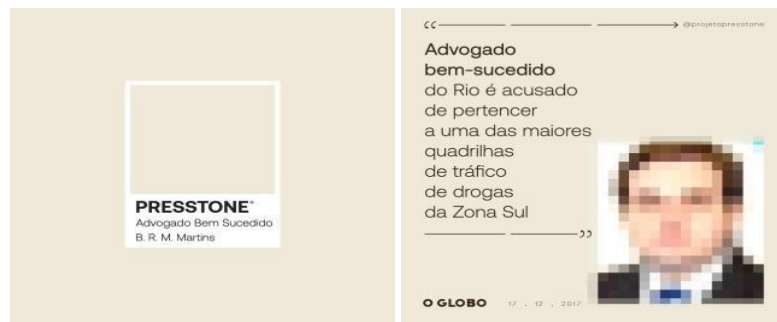 PRESSTONE®
Advogado Bem Sucedido
B. R. M. Martins
@projetopresstone
Advogado
bem-sucedido
do Rio é acusado
de pertencer
a uma das maiores
quadrilhas
de tráfico
de drogas
da Zona Sul
O GLOBO 17 . 12 . 2017